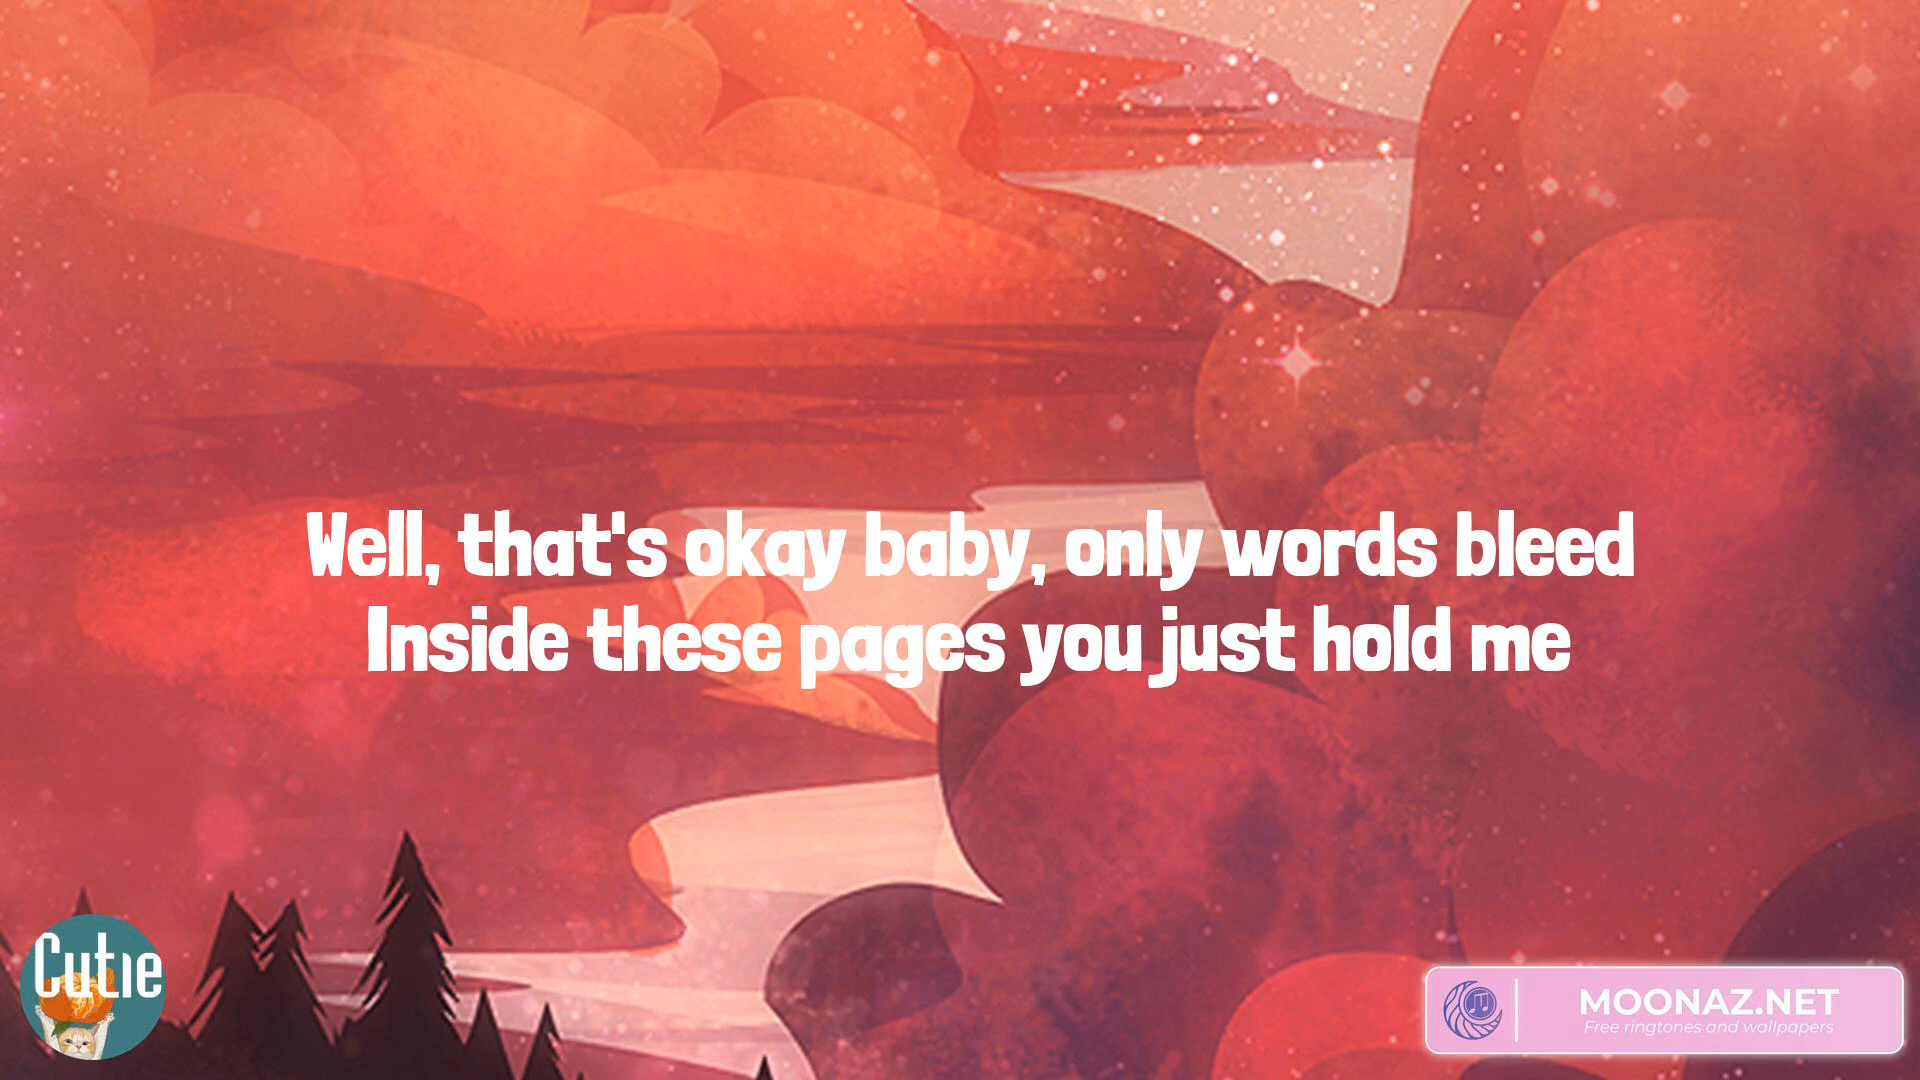 Well, that's okay baby, only words bleed
Inside these pages you just hold me
Cutie
MOONAZ.NET
Free ringtones and wallpapers